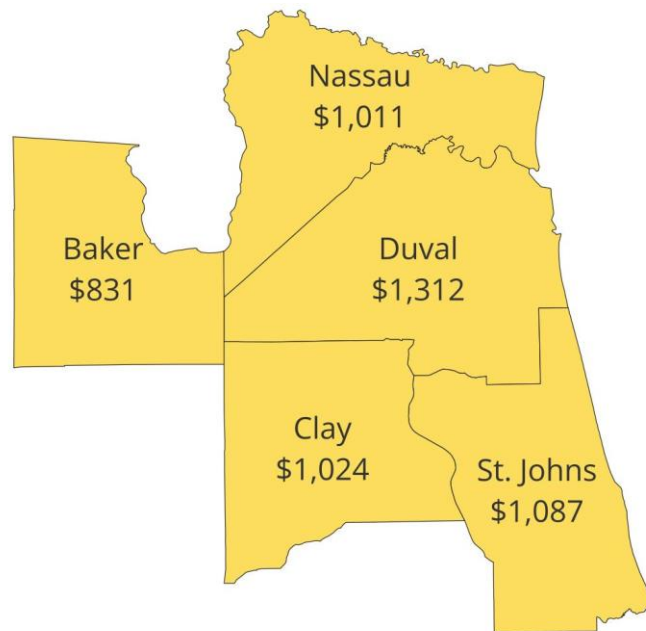 Nassau
$1,011
Baker
$831
Duval
$1,312
Clay
$1,024
St. Johns
$1,087